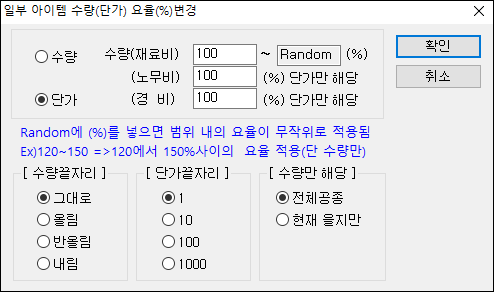 일부 아이템 수량(단가) 요율(%)변경
수량 수량(재료비) 100 ~ Random (%) 확인
(노무비) 100 (%) 단가만 해당 취소
단가 (경 비) 100 (%) 단가만 해당
Random에 (%)를 넣으면 범위 내의 요율이 무작위로 적용됨
Ex)120~150 =>120에서 150%사이의 요율 적용(단 수량만)
[ 수량끝자리 ] [ 단가끝자리 ] [ 수량만 해당 ]
그대로 1 전체공종
올림 10 현재 을지만
반올림 100
내림 1000